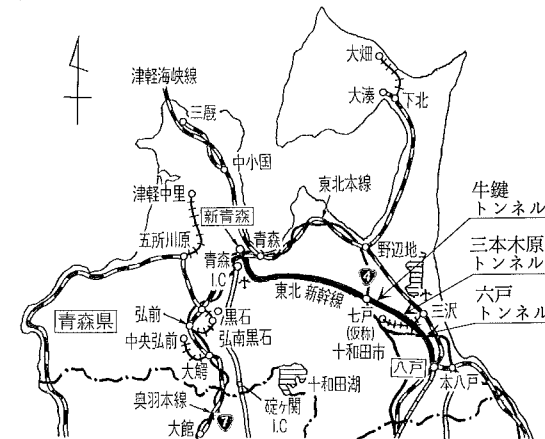 大畑
津軽海峡線
大湊
下北
三厩
中小国
津軽中里
東北本線
牛鍵
トンネル
新青森
五所川原
青森
野辺地
三本木原
トンネル
青森
I.C
4
東北 新幹線
六戸
トンネル
七戸
(仮称)
三沢
青森県
弘前
黒石
中央弘前
弘南黒石
十和田市
八戸
本八戸
大鰐
十和田湖
奥羽本線
碇ヶ関
I.C
7
大館